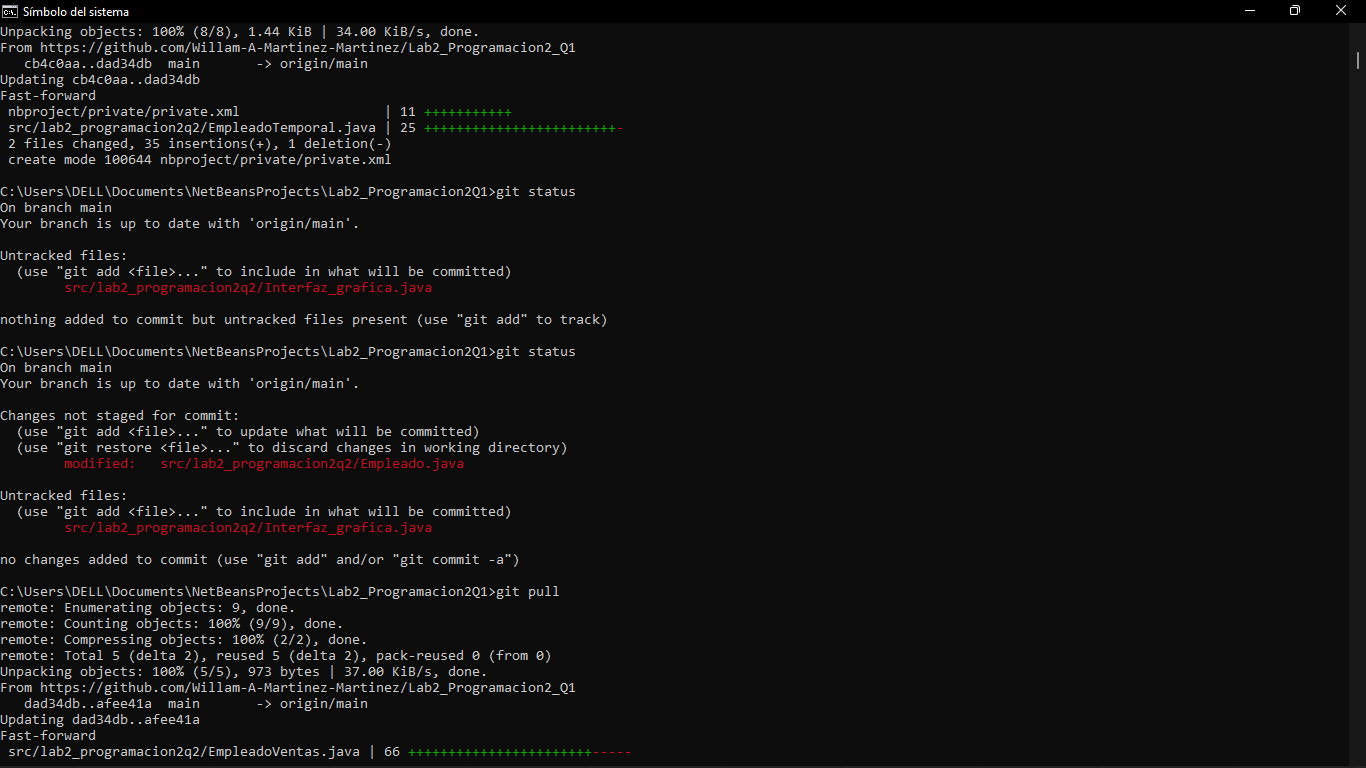 Símbolo del sistema
Unpacking objects: 100% (8/8), 1.44 KiB | 34.00 KiB/s, done.
From https://github.com/Willam-A-Martinez-Martinez/Lab2_Programacion2_Q1
   cb4c0aa..dad34db  main       -> origin/main
Updating cb4c0aa..dad34db
Fast-forward
 nbproject/private/private.xml                  | 11 +++++++++++
 src/lab2_programacion2q2/EmpleadoTemporal.java | 25 ++++++++++++++++++++++++-
 2 files changed, 35 insertions(+), 1 deletion(-)
 create mode 100644 nbproject/private/private.xml
C:\Users\DELL\Documents\NetBeansProjects\Lab2_Programacion2Q1>git status
On branch main
Your branch is up to date with 'origin/main'.
Untracked files:
  (use "git add <file>..." to include in what will be committed)
        src/lab2_programacion2q2/Interfaz_grafica.java
nothing added to commit but untracked files present (use "git add" to track)
C:\Users\DELL\Documents\NetBeansProjects\Lab2_Programacion2Q1>git status
On branch main
Your branch is up to date with 'origin/main'.
Changes not staged for commit:
  (use "git add <file>..." to update what will be committed)
  (use "git restore <file>..." to discard changes in working directory)
        modified:   src/lab2_programacion2q2/Empleado.java
Untracked files:
  (use "git add <file>..." to include in what will be committed)
        src/lab2_programacion2q2/Interfaz_grafica.java
no changes added to commit (use "git add" and/or "git commit -a")
C:\Users\DELL\Documents\NetBeansProjects\Lab2_Programacion2Q1>git pull
remote: Enumerating objects: 9, done.
remote: Counting objects: 100% (9/9), done.
remote: Compressing objects: 100% (2/2), done.
remote: Total 5 (delta 2), reused 5 (delta 2), pack-reused 0 (from 0)
Unpacking objects: 100% (5/5), 973 bytes | 37.00 KiB/s, done.
From https://github.com/Willam-A-Martinez-Martinez/Lab2_Programacion2_Q1
   dad34db..afee41a  main       -> origin/main
Updating dad34db..afee41a
Fast-forward
 src/lab2_programacion2q2/EmpleadoVentas.java | 66 +++++++++++++++++++++++-----